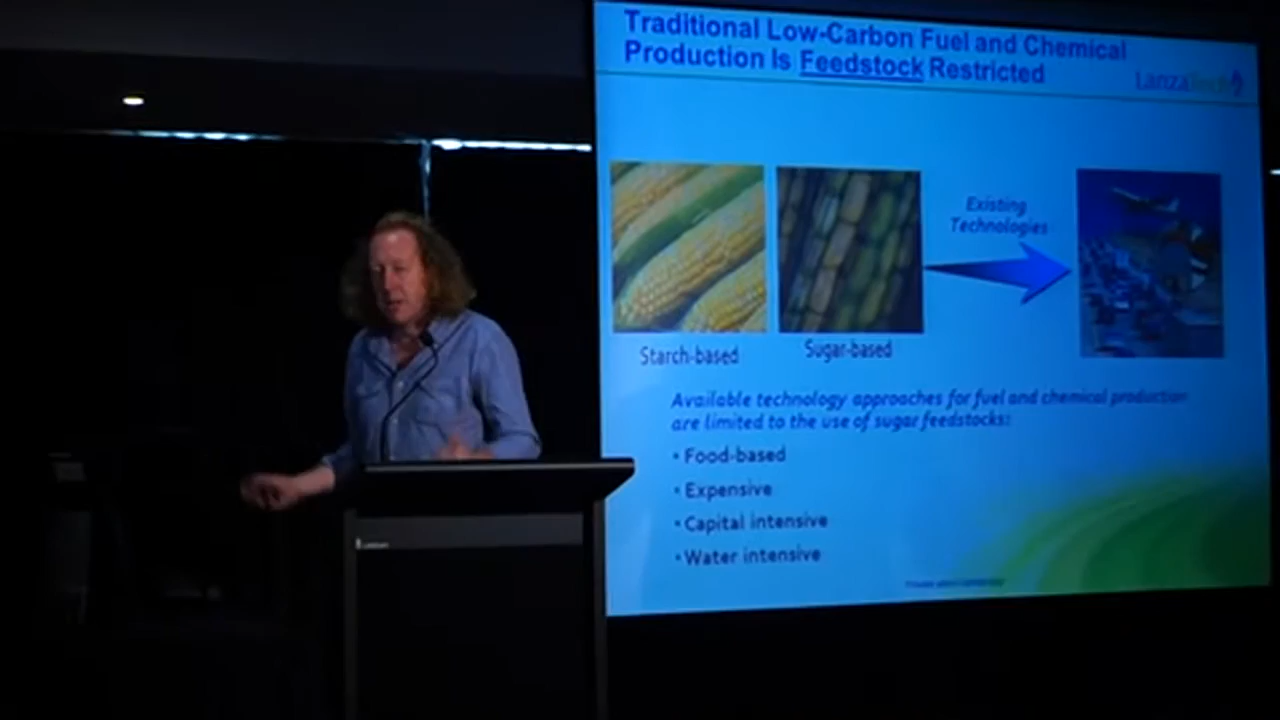 Traditional Low-Carbon Fuel and Chemical
Production Is Feedstock Restricted
LanzaTech
Existing
Technologies
Starch-based
Sugar-based
Available technology approaches for fuel and chemical production
are limited to the use of sugar feedstocks:
• Food-based
• Expensive
• Capital intensive
• Water intensive